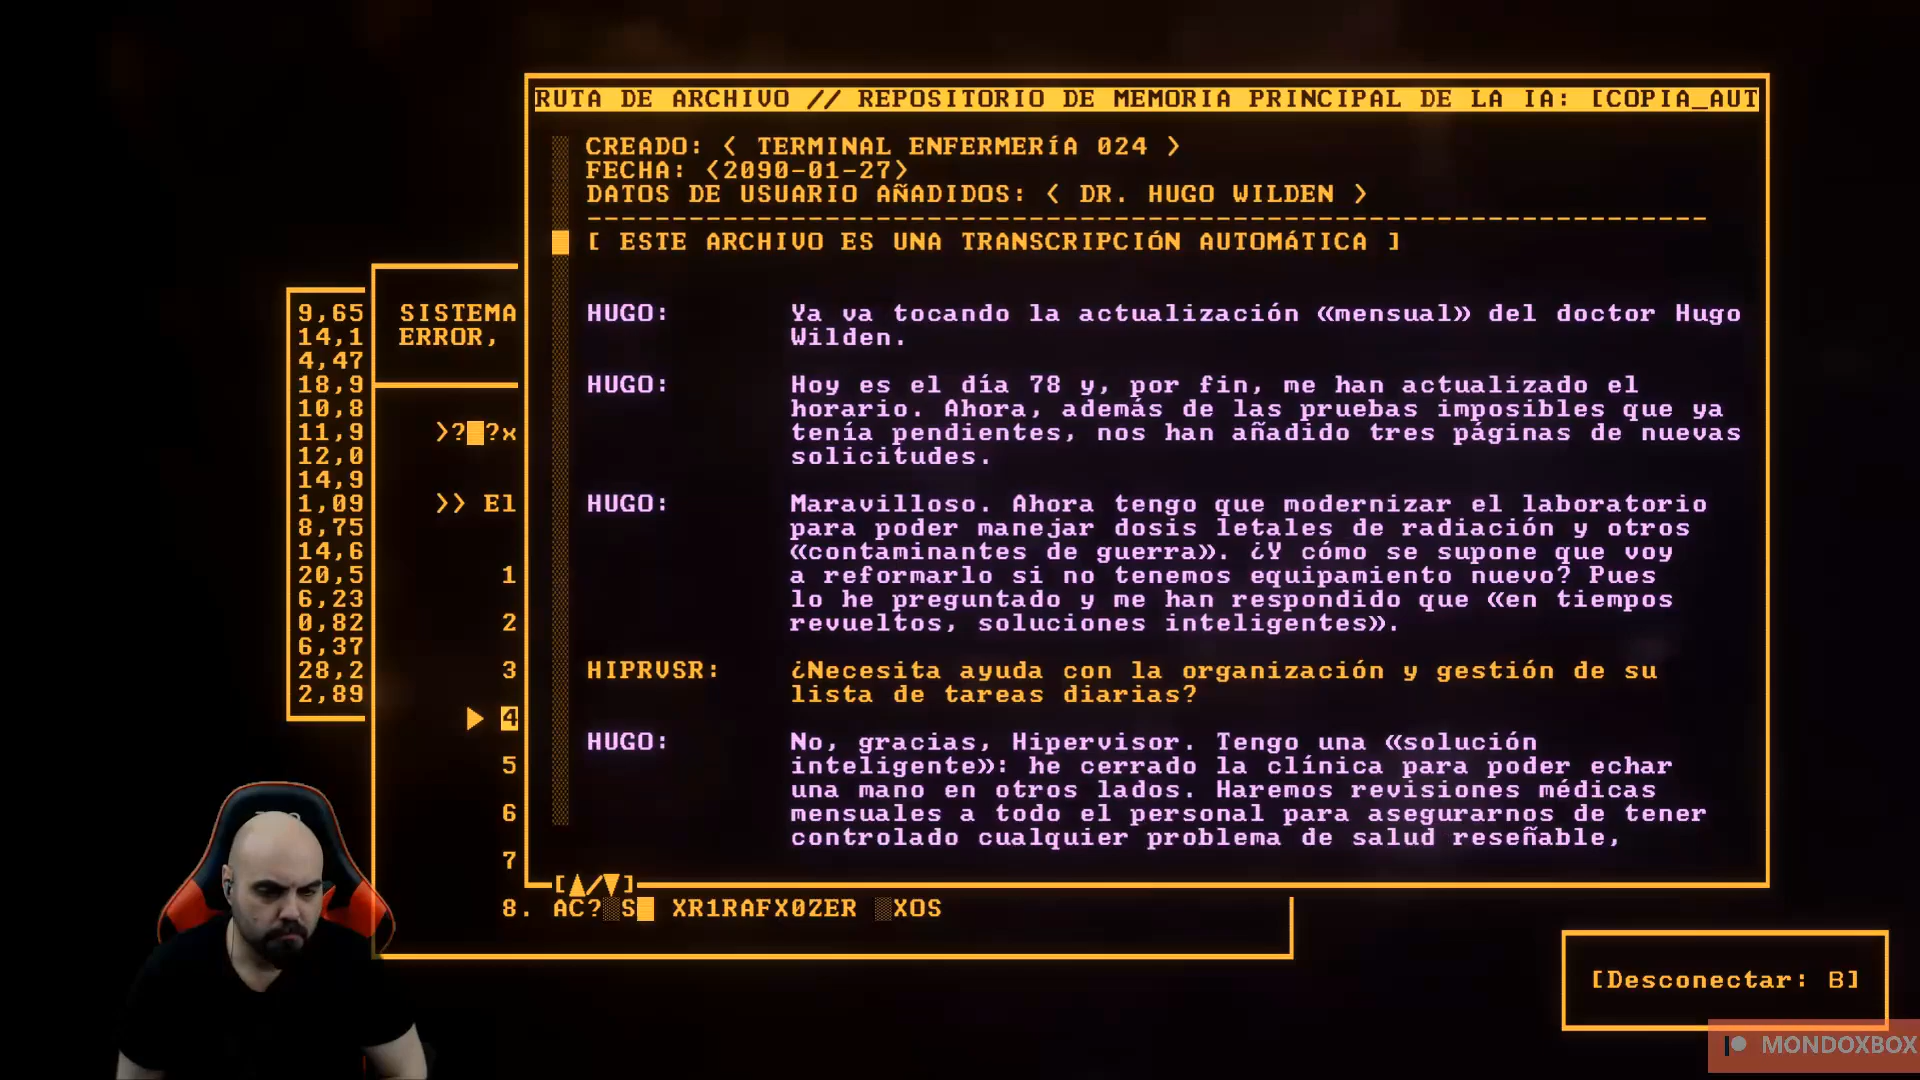 RUTA DE ARCHIVO // REPOSITORIO DE MEMORIA PRINCIPAL DE LA IA: [COPIA_AUT
CREADO: < TERMINAL ENFERMERÍA 024 >
FECHA: <2090-01-27>
DATOS DE USUARIO AÑADIDOS: < DR. HUGO WILDEN >
[ ESTE ARCHIVO ES UNA TRANSCRIPCIÓN AUTOMÁTICA ]
HUGO: Ya va tocando la actualización «mensual» del doctor Hugo
Wilden.
HUGO: Hoy es el día 78 y, por fin, me han actualizado el
horario. Ahora, además de las pruebas imposibles que ya
tenía pendientes, nos han añadido tres páginas de nuevas
solicitudes.
HUGO: Maravilloso. Ahora tengo que modernizar el laboratorio
para poder manejar dosis letales de radiación y otros
«contaminantes de guerra». ¿Y cómo se supone que voy
a reformarlo si no tenemos equipamiento nuevo? Pues
lo he preguntado y me han respondido que «en tiempos
revueltos, soluciones inteligentes».
HIPRVSR: ¿Necesita ayuda con la organización y gestión de su
lista de tareas diarias?
HUGO: No, gracias, Hipervisor. Tengo una «solución
inteligente»: he cerrado la clínica para poder echar
una mano en otros lados. Haremos revisiones médicas
mensuales a todo el personal para asegurarnos de tener
controlado cualquier problema de salud reseñable,
[▲/▼]
SISTEMA
ERROR,
>?█?x
>> El
1
2
3
▶ 4
5
6
7
8. AC?░S█ XR1RAFX0ZER ░XOS
9,65
14,1
4,47
18,9
10,8
11,9
12,0
14,9
1,09
8,75
14,6
20,5
6,23
0,82
6,37
28,2
2,89
[Desconectar: B]
MONDOXBOX